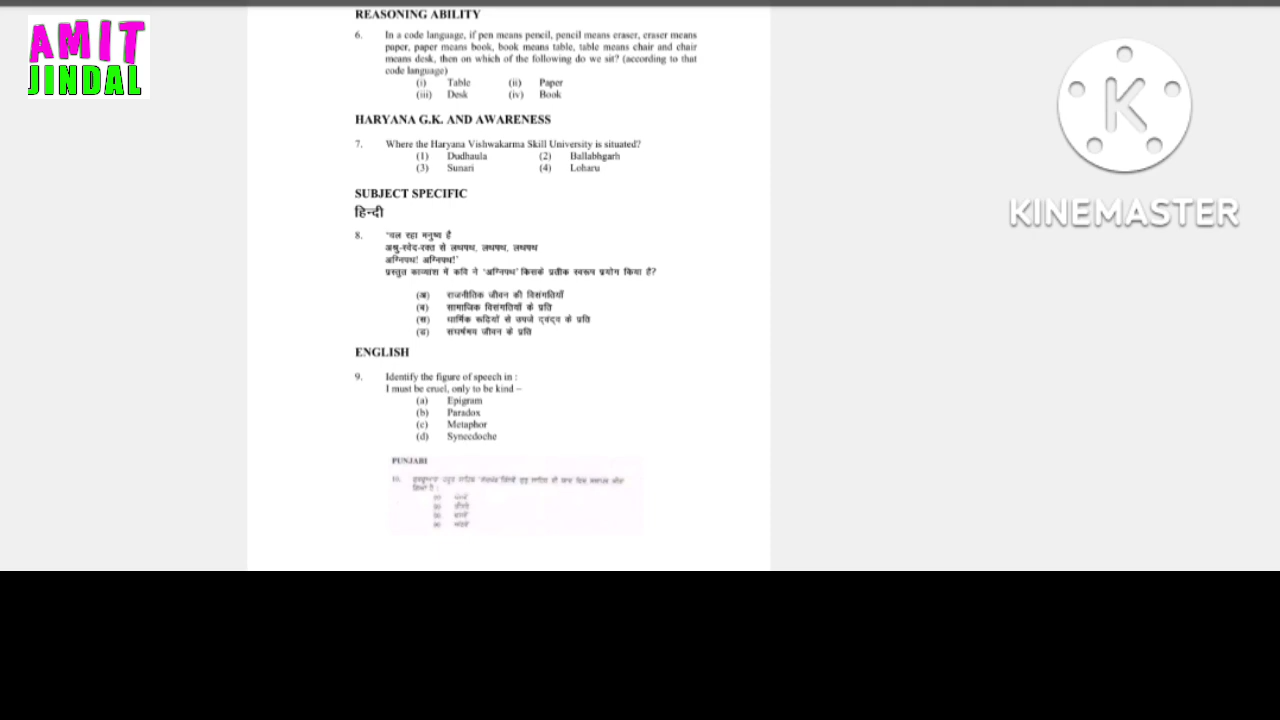 AMIT
JINDAL
KINEMASTER
REASONING ABILITY
6. In a code language, if pen means pencil, pencil means eraser, eraser means
paper, paper means book, book means table, table means chair and chair
means desk, then on which of the following do we sit? (according to that
code language)
(i) Table (ii) Paper
(iii) Desk (iv) Book
HARYANA G.K. AND AWARENESS
7. Where the Haryana Vishwakarma Skill University is situated?
(1) Dudhaula (2) Ballabhgarh
(3) Sunari (4) Loharu
SUBJECT SPECIFIC
हिन्दी
8. "चल रहा मनुष्य है
अश्रु-स्वेद-रक्त से लथपथ, लथपथ, लथपथ
अग्निपथ! अग्निपथ!"
प्रस्तुत काव्यांश में कवि ने 'अग्निपथ' किसके प्रतीक स्वरूप प्रयोग किया है?
(अ) राजनीतिक जीवन की विसंगतियाँ
(ब) सामाजिक विसंगतियों के प्रति
(स) धार्मिक रूढ़ियों से उपजे द्वंद्व के प्रति
(द) संघर्षमय जीवन के प्रति
ENGLISH
9. Identify the figure of speech in :
I must be cruel, only to be kind –
(a) Epigram
(b) Paradox
(c) Metaphor
(d) Synecdoche
PUNJABI
10.